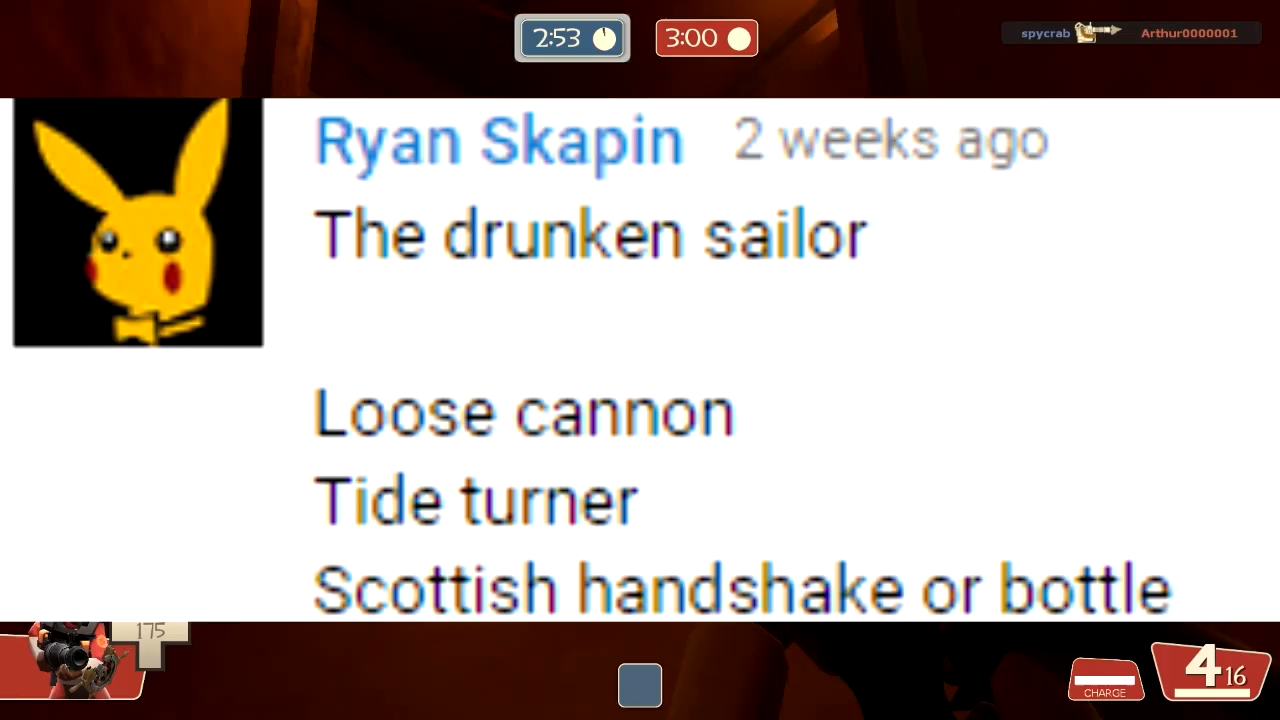 2:53
3:00
spycrab Arthur0000001
Ryan Skapin 2 weeks ago
The drunken sailor
Loose cannon
Tide turner
Scottish handshake or bottle
175
CHARGE
4 16